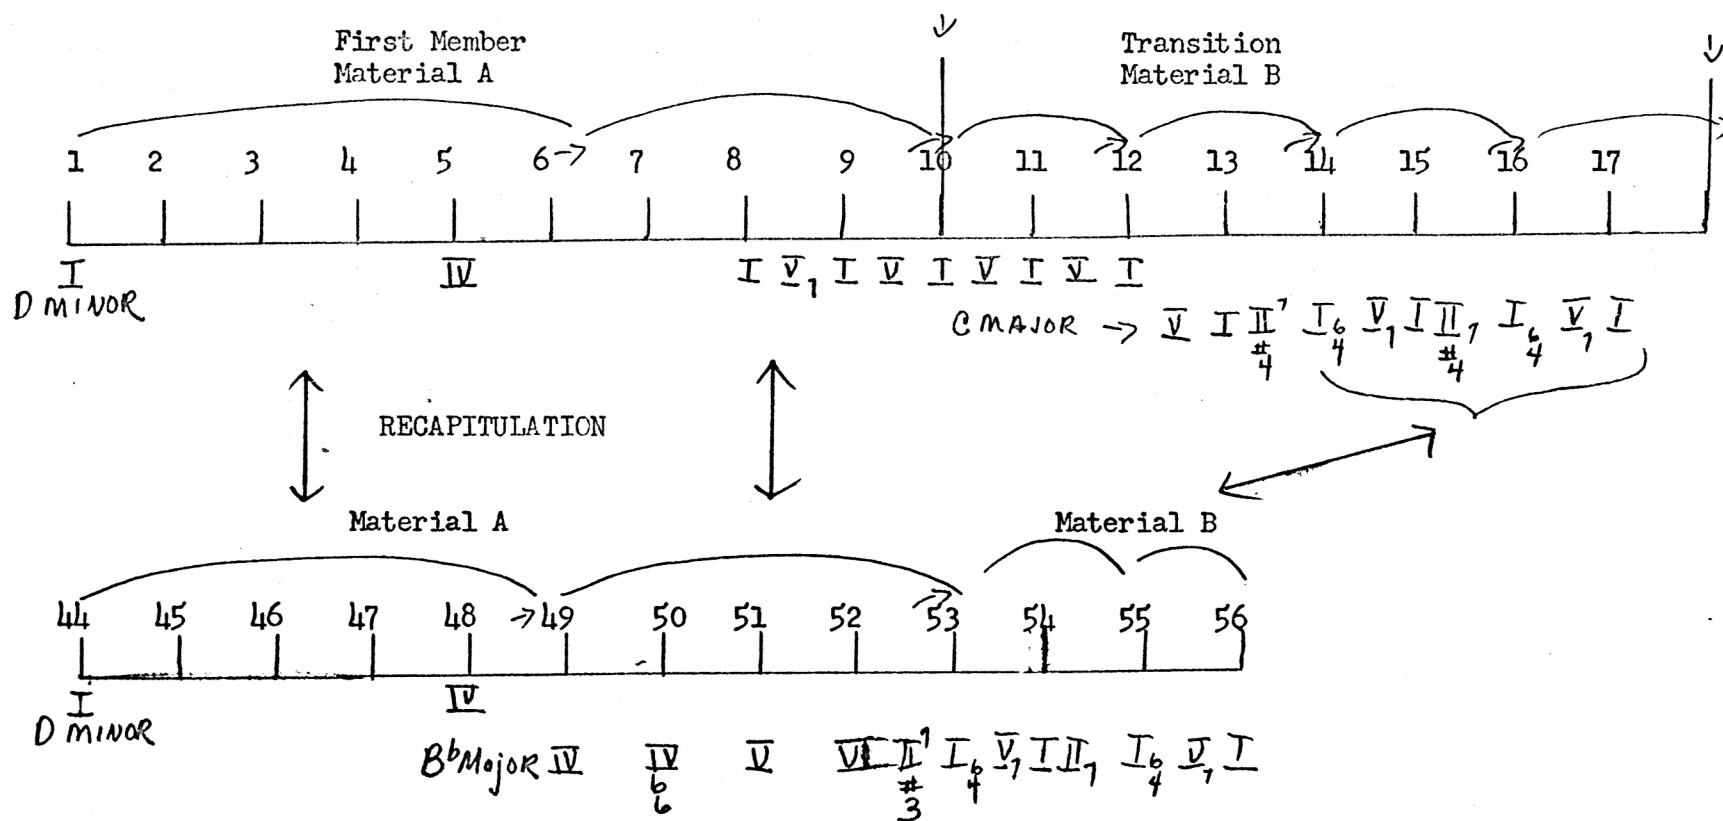 First Member
Material A
Transition
Material B
1 2 3 4 5 6 7 8 9 10 11 12 13 14 15 16 17
I IV I V7 I V I V I V I
D MINOR
C MAJOR → V I II7 #4 I6 4 V7 I II7 #4 I6 4 V7 I
RECAPITULATION
Material A
Material B
44 45 46 47 48 49 50 51 52 53 54 55 56
I IV
D MINOR
Bb Major IV IV b6 V VI II7 #3 I6 4 V7 I II7 I6 4 V7 I